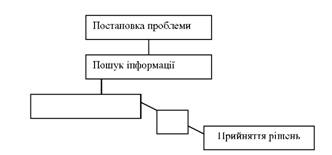 Постановка проблеми
Пошук інформації
Прийняття рішень